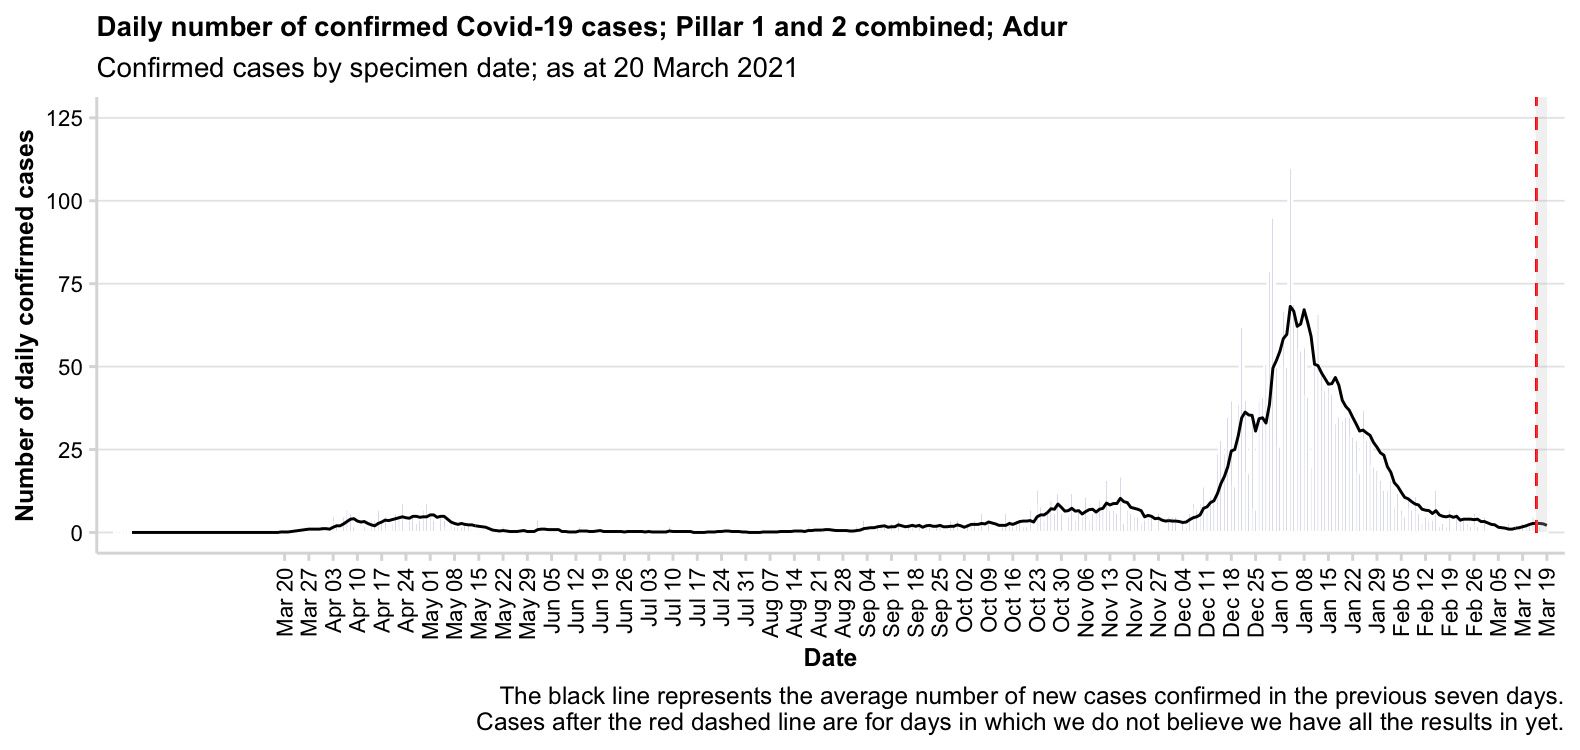 Daily number of confirmed Covid-19 cases; Pillar 1 and 2 combined; Adur
Confirmed cases by specimen date; as at 20 March 2021
Number of daily confirmed cases
125
100
75
50
25
0
Mar 20
Mar 27
Apr 03
Apr 10
Apr 17
Apr 24
May 01
May 08
May 15
May 22
May 29
Jun 05
Jun 12
Jun 19
Jun 26
Jul 03
Jul 10
Jul 17
Jul 24
Jul 31
Aug 07
Aug 14
Aug 21
Aug 28
Sep 04
Sep 11
Sep 18
Sep 25
Oct 02
Oct 09
Oct 16
Oct 23
Oct 30
Nov 06
Nov 13
Nov 20
Nov 27
Dec 04
Dec 11
Dec 18
Dec 25
Jan 01
Jan 08
Jan 15
Jan 22
Jan 29
Feb 05
Feb 12
Feb 19
Feb 26
Mar 05
Mar 12
Mar 19
Date
The black line represents the average number of new cases confirmed in the previous seven days.
Cases after the red dashed line are for days in which we do not believe we have all the results in yet.